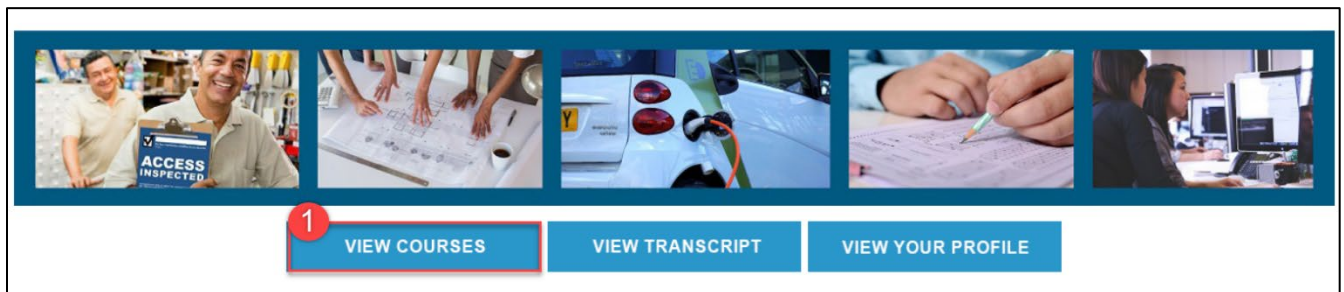 ACCESS
INSPECTED
1
VIEW COURSES
VIEW TRANSCRIPT
VIEW YOUR PROFILE